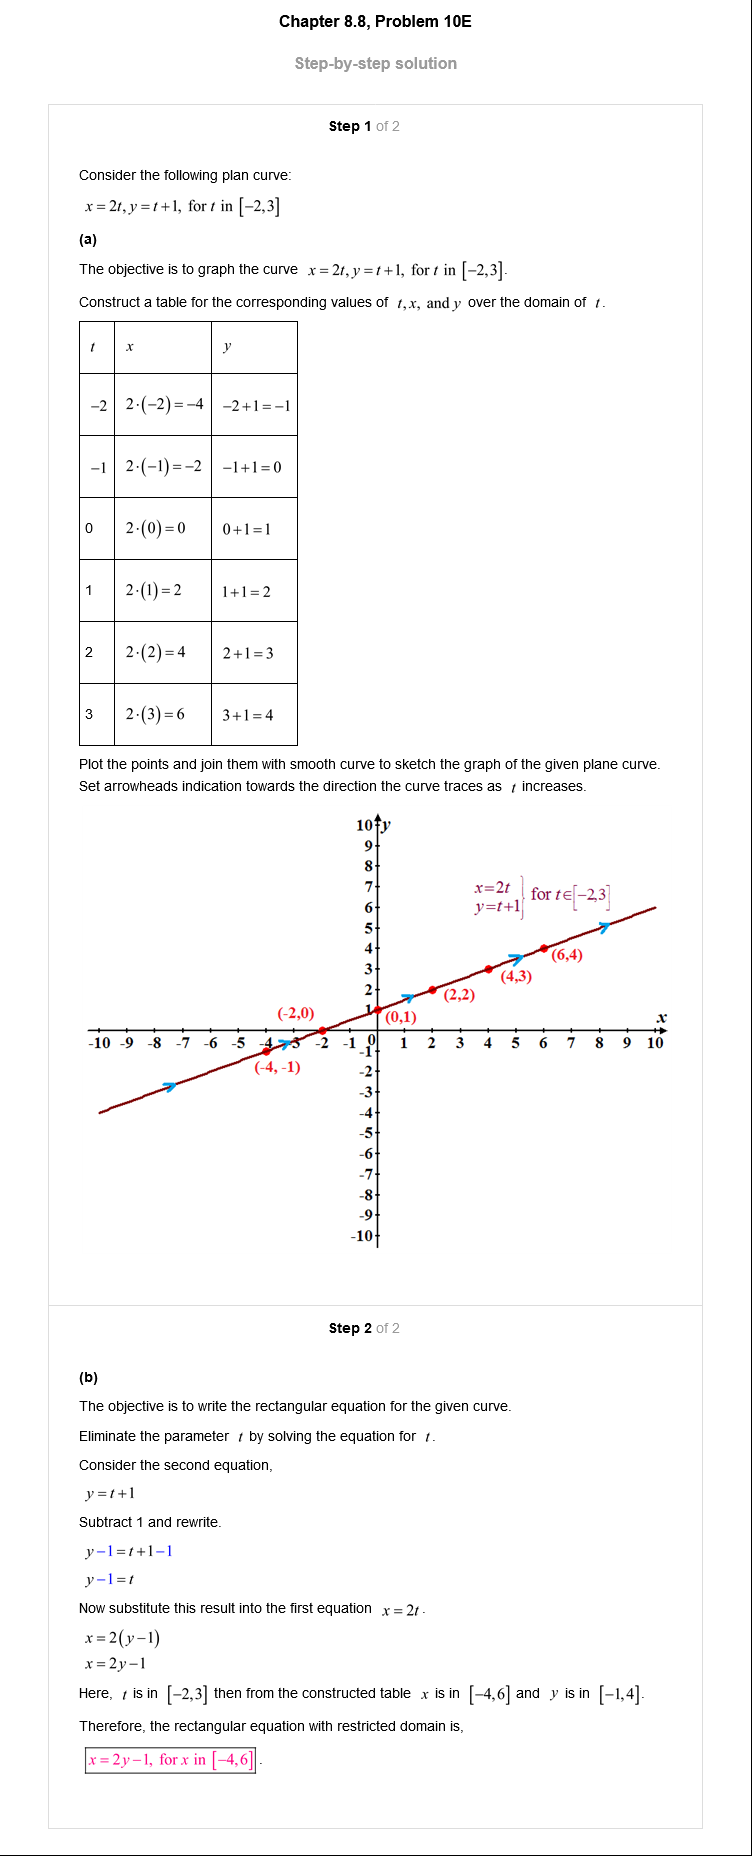 Chapter 8.8, Problem 10E
Step-by-step solution
Step 1 of 2
Consider the following plan curve:
x = 2t, y = t + 1, for t in [−2,3]
(a)
The objective is to graph the curve x = 2t, y = t + 1, for t in [−2,3].
Construct a table for the corresponding values of t, x, and y over the domain of t.
t x y
−2 2·(−2) = −4 −2+1 = −1
−1 2·(−1) = −2 −1+1 = 0
0 2·(0) = 0 0+1 = 1
1 2·(1) = 2 1+1 = 2
2 2·(2) = 4 2+1 = 3
3 2·(3) = 6 3+1 = 4
Plot the points and join them with smooth curve to sketch the graph of the given plane curve.
Set arrowheads indication towards the direction the curve traces as t increases.
10 y
9
8
7
x=2t
y=t+1
for t∈[−2,3]
6
5
4
(6,4)
3
(4,3)
2
(2,2)
1
(-2,0)
(0,1)
x
-10 -9 -8 -7 -6 -5 -4 -3 -2 -1 0 1 2 3 4 5 6 7 8 9 10
-1
(-4, -1)
-2
-3
-4
-5
-6
-7
-8
-9
-10
Step 2 of 2
(b)
The objective is to write the rectangular equation for the given curve.
Eliminate the parameter t by solving the equation for t.
Consider the second equation,
y = t + 1
Subtract 1 and rewrite.
y − 1 = t + 1 − 1
y − 1 = t
Now substitute this result into the first equation x = 2t.
x = 2(y − 1)
x = 2y − 1
Here, t is in [−2,3] then from the constructed table x is in [−4,6] and y is in [−1,4].
Therefore, the rectangular equation with restricted domain is,
x = 2y − 1, for x in [−4,6].